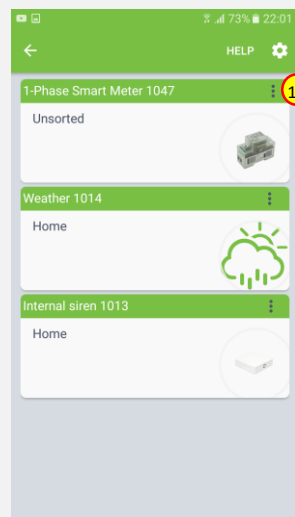 73% 22:01
HELP
1-Phase Smart Meter 1047
1
Unsorted
Weather 1014
Home
Internal siren 1013
Home